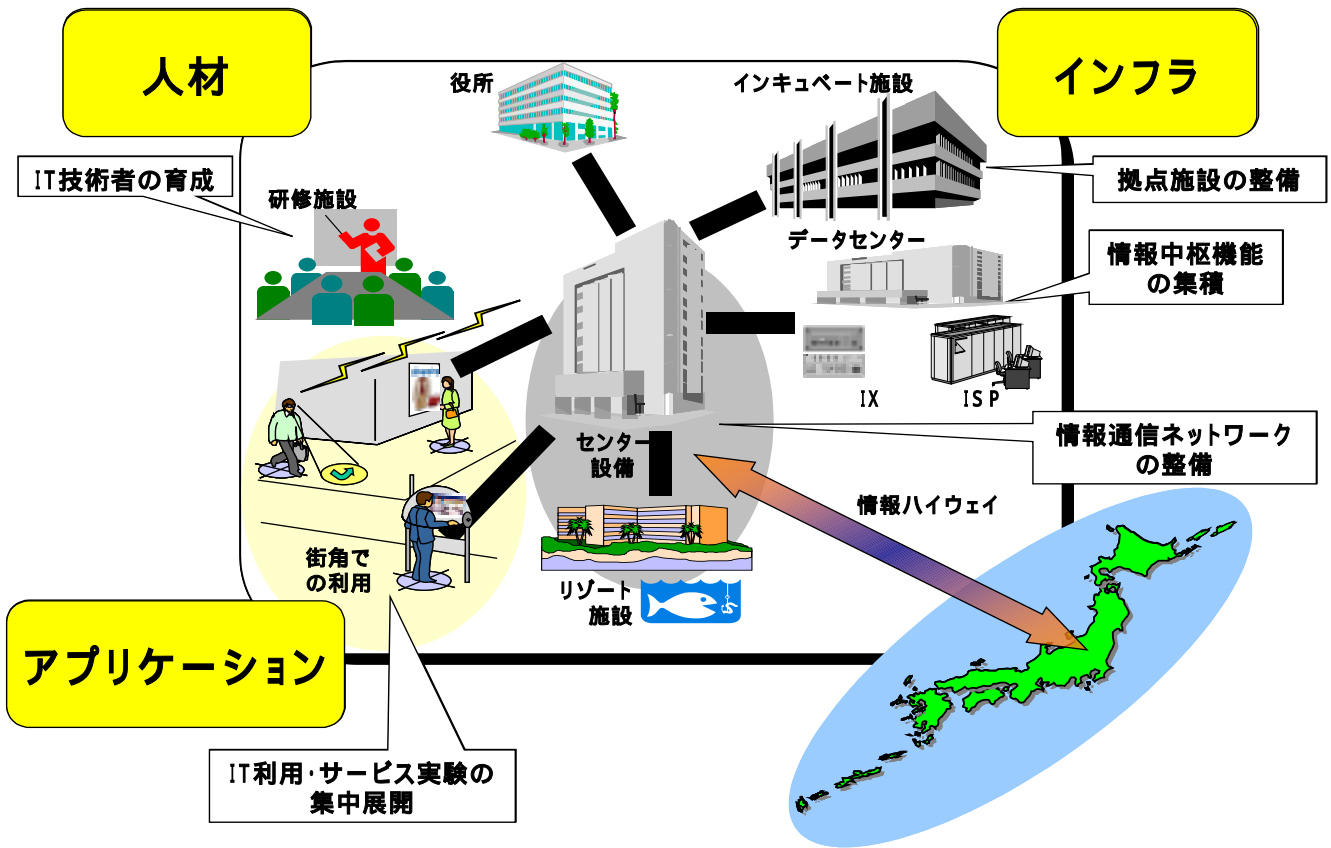 人材
インフラ
役所
インキュベート施設
IT技術者の育成
研修施設
拠点施設の整備
データセンター
情報中枢機能
の集積
IX
ISP
センター
設備
情報通信ネットワーク
の整備
情報ハイウェイ
街角で
の利用
リゾート
施設
アプリケーション
IT利用・サービス実験の
集中展開